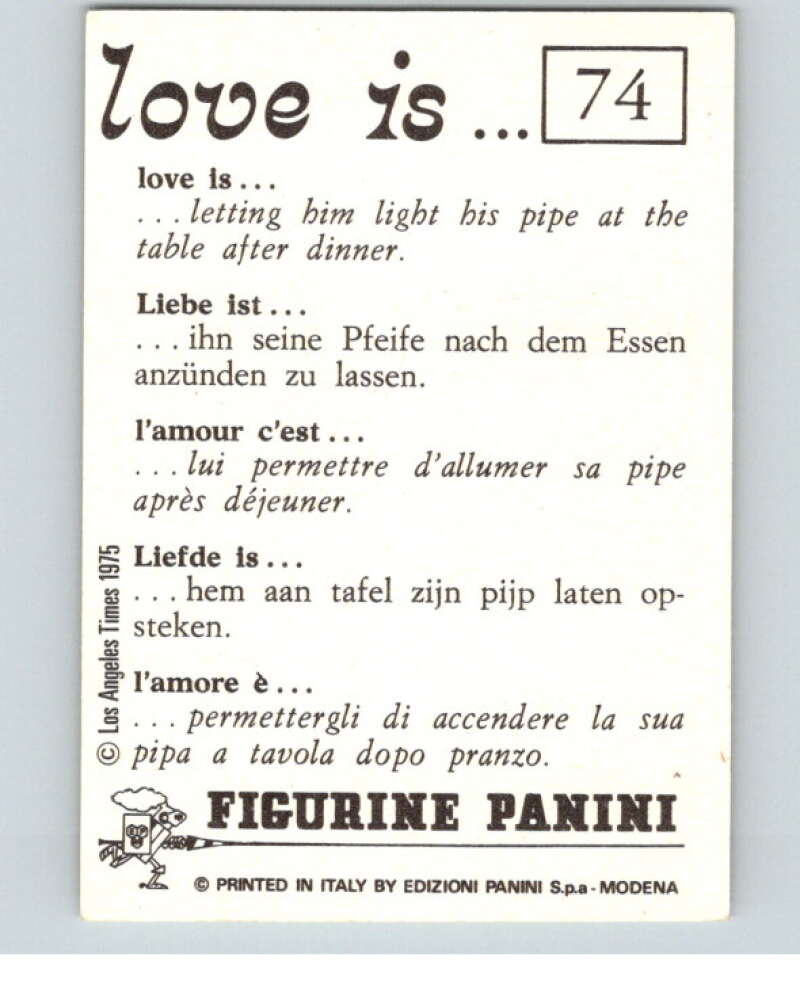 love is ... 74
love is...
...letting him light his pipe at the
table after dinner.
Liebe ist...
...ihn seine Pfeife nach dem Essen
anzünden zu lassen.
l'amour c'est...
...lui permettre d'allumer sa pipe
après déjeuner.
Liefde is...
...hem aan tafel zijn pijp laten op-
steken.
l'amore è...
...permettergli di accendere la sua
pipa a tavola dopo pranzo.
© Los Angeles Times 1975
FIGURINE PANINI
© PRINTED IN ITALY BY EDIZIONI PANINI S.p.a - MODENA